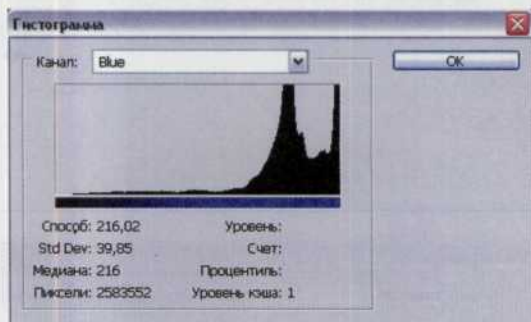 Гистограмма
Канал: Blue
OK
Способ: 216,02
Уровень:
Std Dev: 39,85
Счет:
Медиана: 216
Процентиль:
Пиксели: 2583552
Уровень кэша: 1